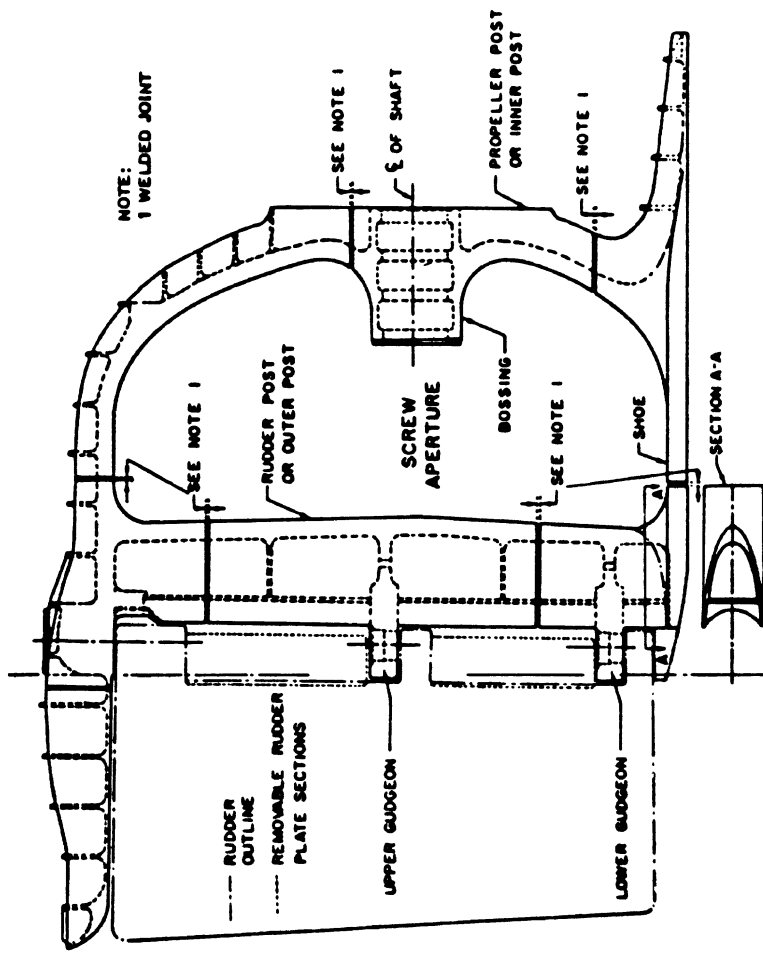 NOTE:
1 WELDED JOINT
SEE NOTE 1
℄ OF SHAFT
PROPELLER POST
OR INNER POST
SEE NOTE 1
SEE NOTE 1
RUDDER POST
OR OUTER POST
SCREW
APERTURE
BOSSING
SEE NOTE 1
SHOE
A
A
SECTION A-A
RUDDER
OUTLINE
REMOVABLE RUDDER
PLATE SECTIONS
UPPER GUDGEON
LOWER GUDGEON